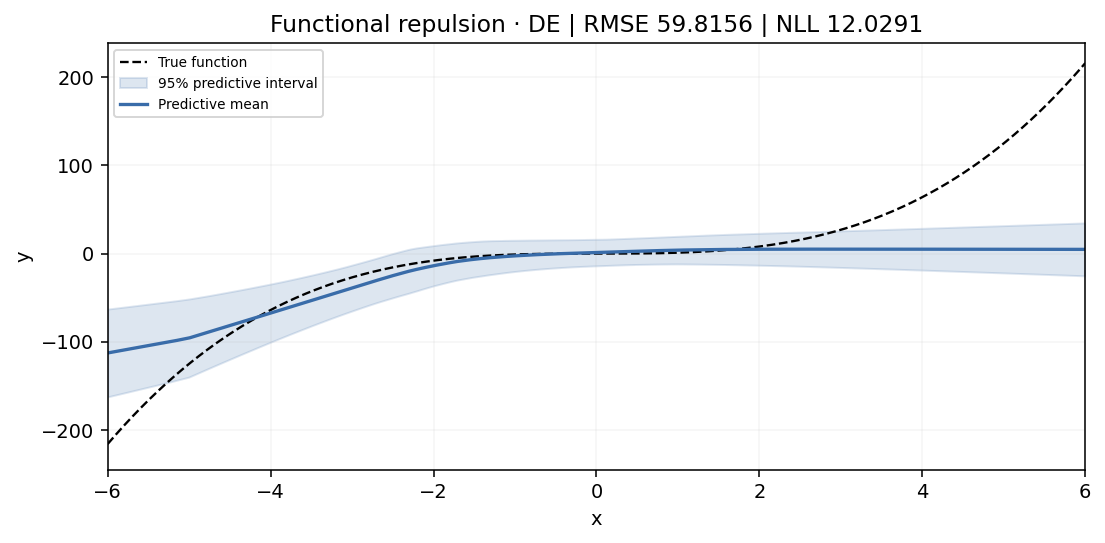 Functional repulsion · DE | RMSE 59.8156 | NLL 12.0291
True function
95% predictive interval
Predictive mean
200
100
0
−100
−200
y
−6 −4 −2 0 2 4 6
x